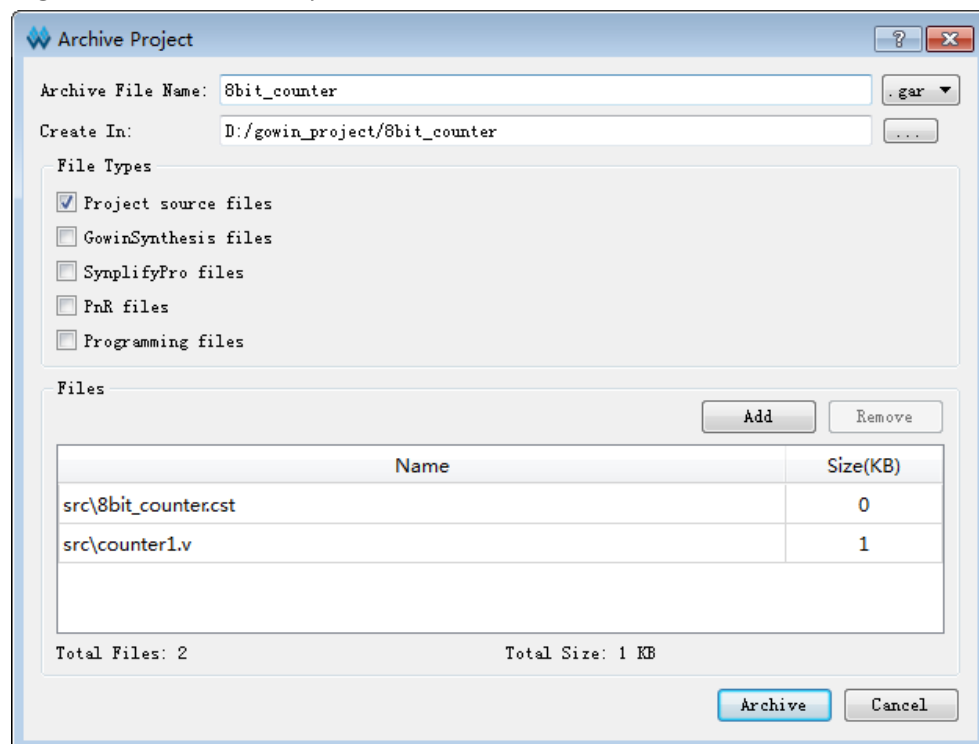 Archive Project
Archive File Name: 8bit_counter .gar
Create In: D:/gowin_project/8bit_counter ...
File Types
Project source files
GowinSynthesis files
SynplifyPro files
PnR files
Programming files
Files
Add Remove
Name Size(KB)
src\8bit_counter.cst 0
src\counter1.v 1
Total Files: 2 Total Size: 1 KB
Archive Cancel